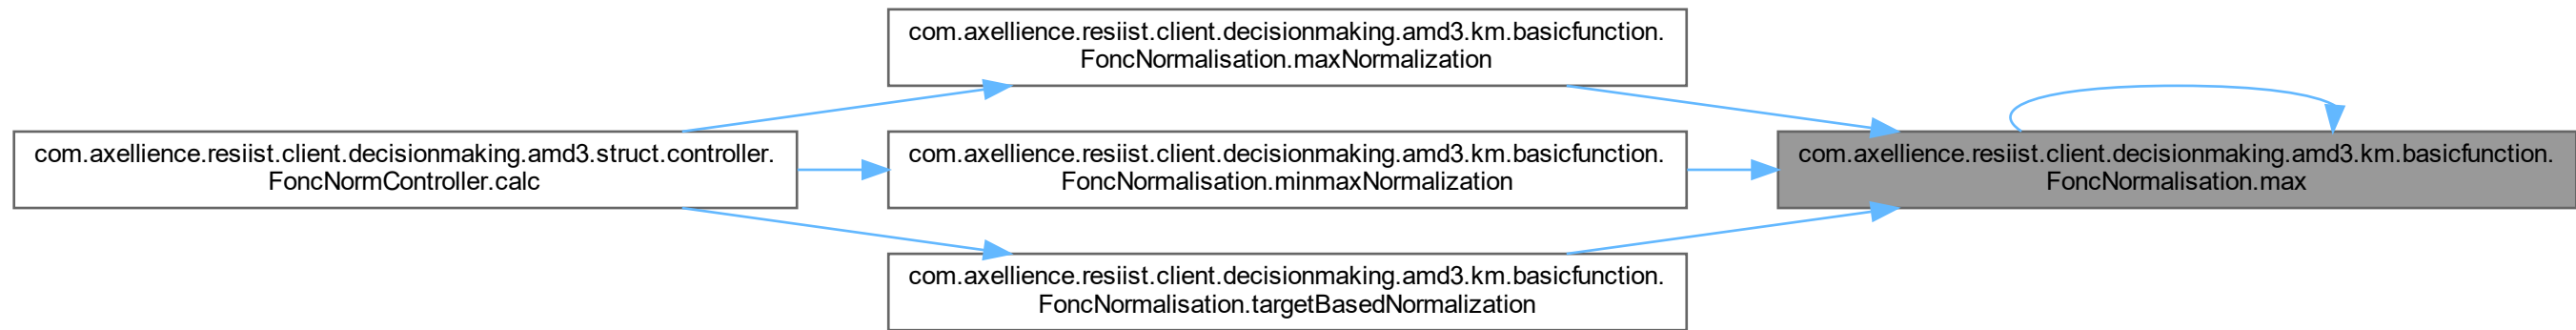 com.axellience.resiist.client.decisionmaking.amd3.km.basicfunction.
FoncNormalisation.maxNormalization
com.axellience.resiist.client.decisionmaking.amd3.struct.controller.
FoncNormController.calc
com.axellience.resiist.client.decisionmaking.amd3.km.basicfunction.
FoncNormalisation.minmaxNormalization
com.axellience.resiist.client.decisionmaking.amd3.km.basicfunction.
FoncNormalisation.max
com.axellience.resiist.client.decisionmaking.amd3.km.basicfunction.
FoncNormalisation.targetBasedNormalization